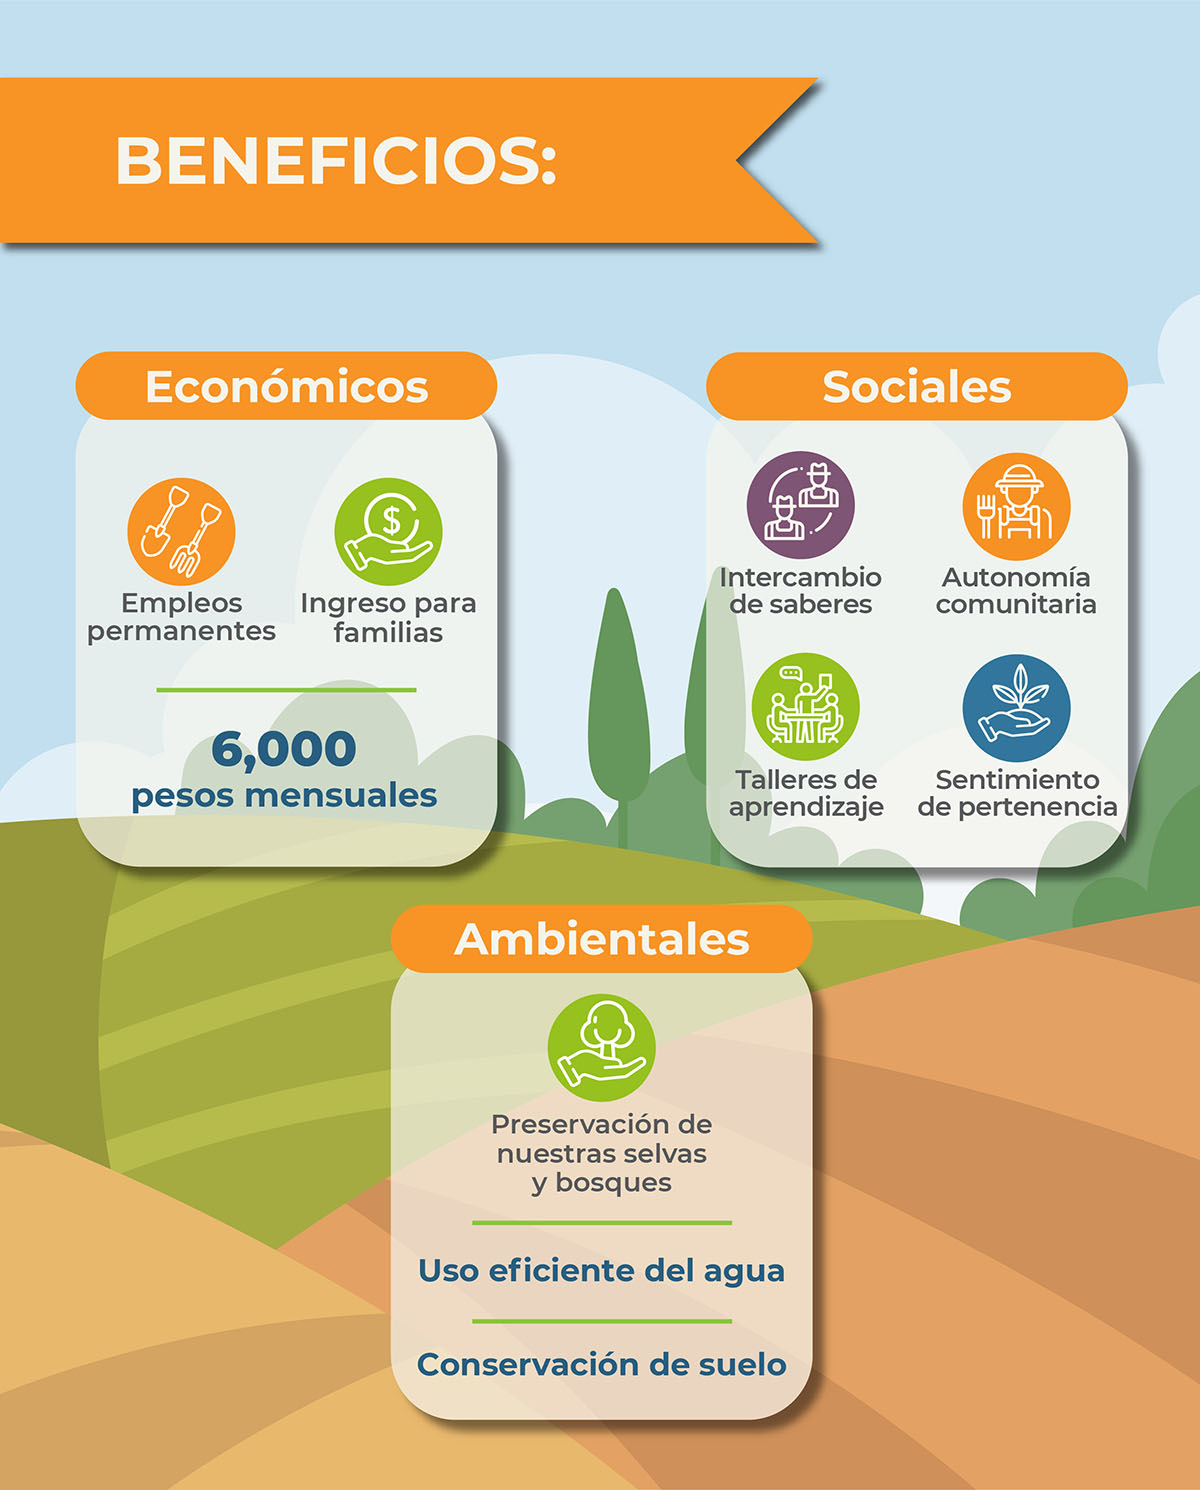 BENEFICIOS:
Económicos
Empleos
permanentes
Ingreso para
familias
6,000
pesos mensuales
Sociales
Intercambio
de saberes
Autonomía
comunitaria
Talleres de
aprendizaje
Sentimiento
de pertenencia
Ambientales
Preservación de
nuestras selvas
y bosques
Uso eficiente del agua
Conservación de suelo